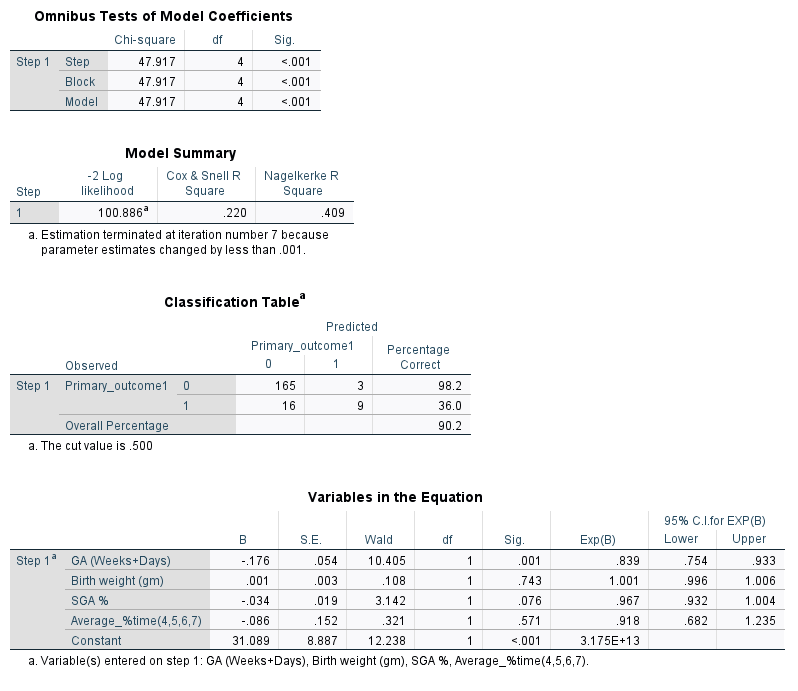 Omnibus Tests of Model Coefficients
Chi-square df Sig.
Step 1 Step 47.917 4 <.001
Block 47.917 4 <.001
Model 47.917 4 <.001
Model Summary
Step -2 Log likelihood Cox & Snell R Square Nagelkerke R Square
1 100.886a .220 .409
a. Estimation terminated at iteration number 7 because
parameter estimates changed by less than .001.
Classification Tablea
Predicted
Primary_outcome1 Percentage Correct
Observed 0 1
Step 1 Primary_outcome1 0 165 3 98.2
1 16 9 36.0
Overall Percentage 90.2
a. The cut value is .500
Variables in the Equation
95% C.I.for EXP(B)
B S.E. Wald df Sig. Exp(B) Lower Upper
Step 1a GA (Weeks+Days) -.176 .054 10.405 1 .001 .839 .754 .933
Birth weight (gm) .001 .003 .108 1 .743 1.001 .996 1.006
SGA % -.034 .019 3.142 1 .076 .967 .932 1.004
Average_%time(4,5,6,7) -.086 .152 .321 1 .571 .918 .682 1.235
Constant 31.089 8.887 12.238 1 <.001 3.175E+13
a. Variable(s) entered on step 1: GA (Weeks+Days), Birth weight (gm), SGA %, Average_%time(4,5,6,7).